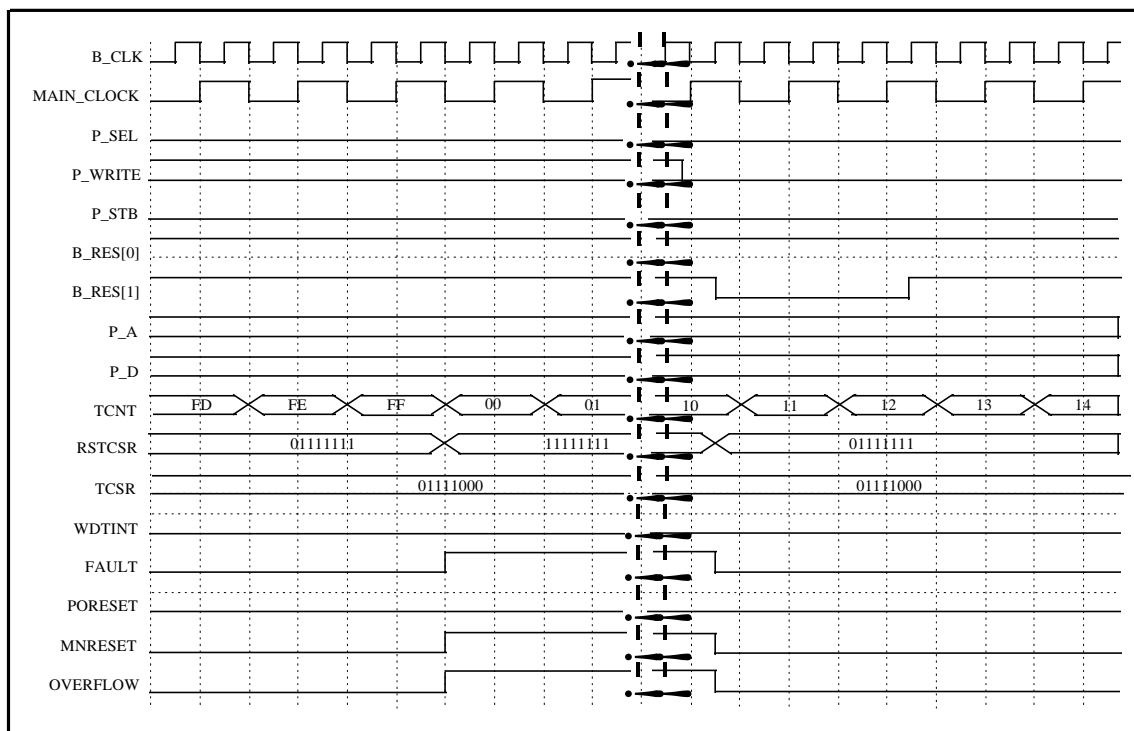 B_CLK
MAIN_CLOCK
P_SEL
P_WRITE
P_STB
B_RES[0]
B_RES[1]
P_A
P_D
TCNT FD FE FF 00 01 10 11 12 13 14
RSTCSR 01111111 11111111 01111111
TCSR 01111000 01111000
WDTINT
FAULT
PORESET
MNRESET
OVERFLOW